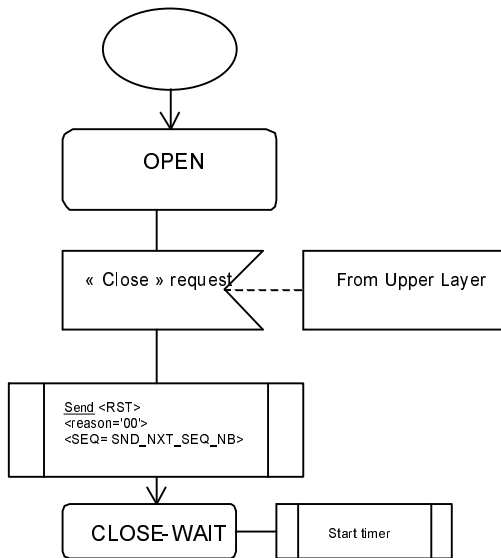 OPEN
« Close » request
From Upper Layer
Send <RST>
<reason='00'>
<SEQ= SND_NXT_SEQ_NB>
CLOSE-WAIT
Start timer